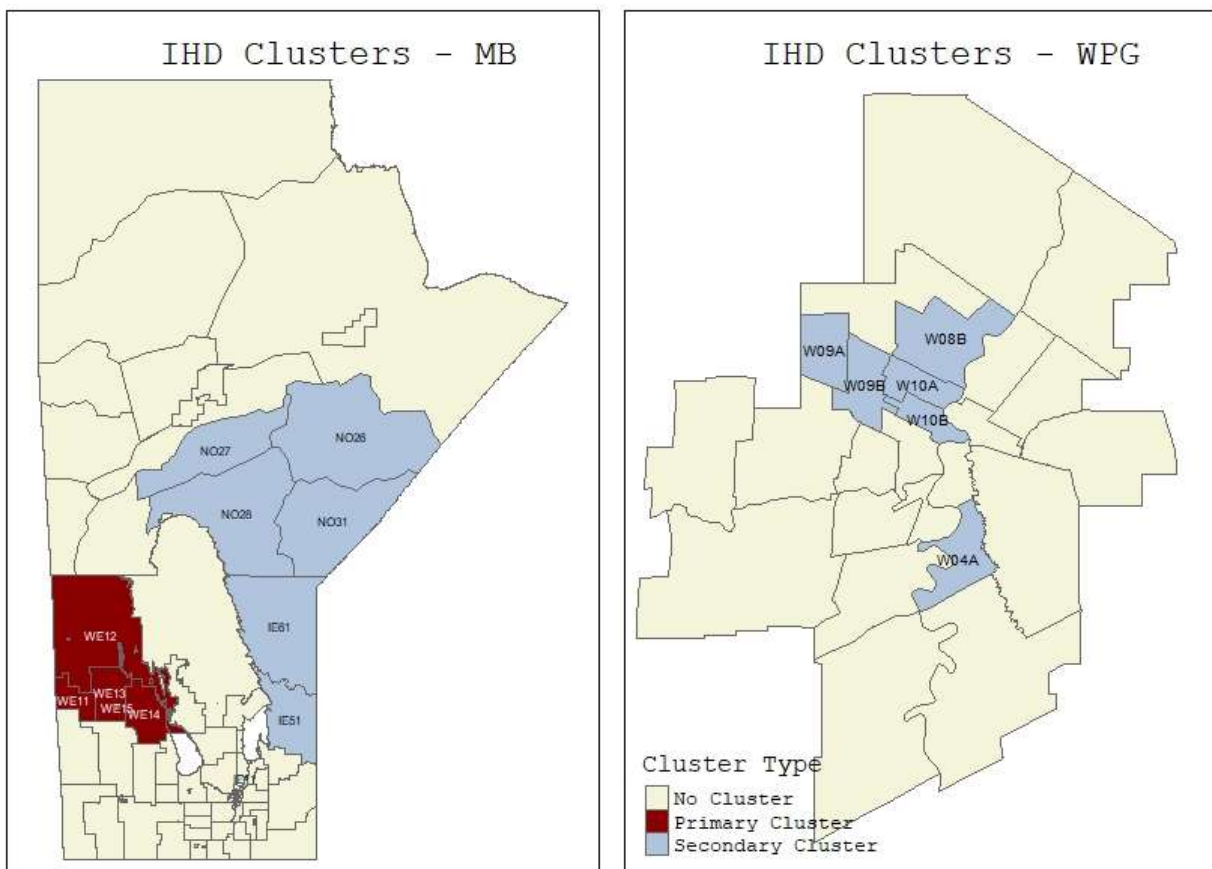 IHD Clusters - MB
NO26
NO27
NO28
NO31
IE61
WE12
WE13
WE11
WE15
WE14
IE51
IHD Clusters - WPG
W08B
W09A
W09B
W10A
W10B
W04A
Cluster Type
No Cluster
Primary Cluster
Secondary Cluster